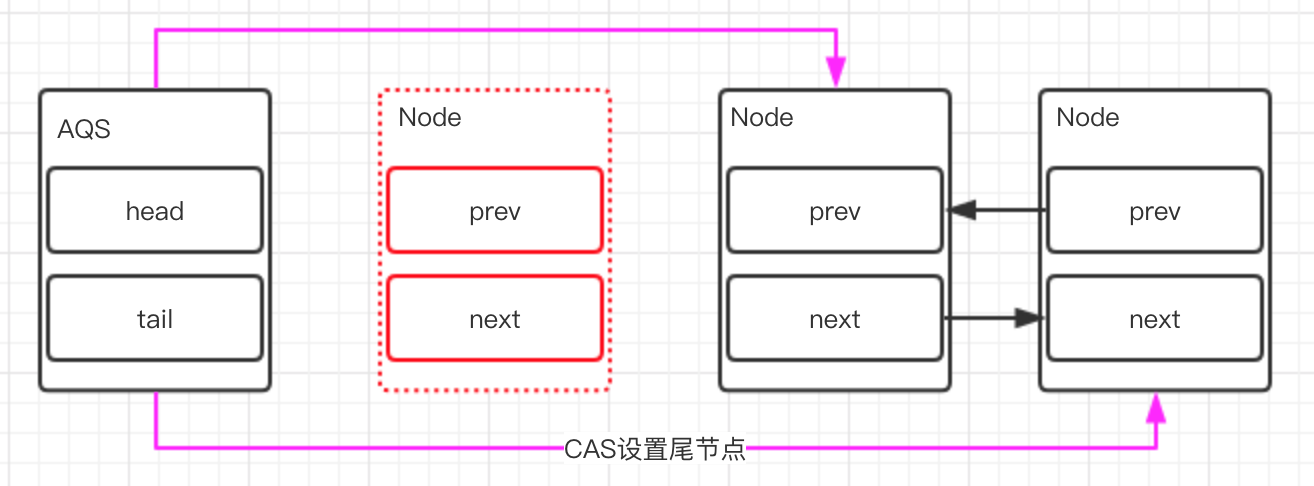 AQS
head
tail
Node
prev
next
Node
prev
next
Node
prev
next
CAS设置尾节点